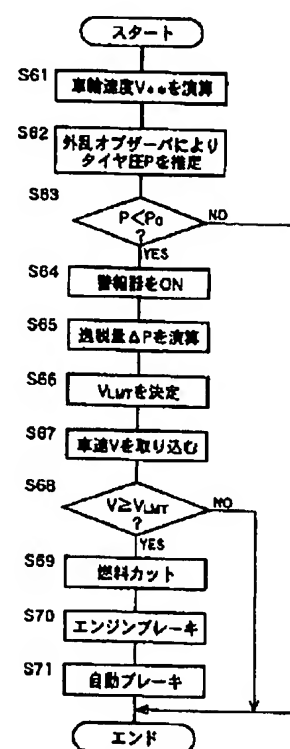 スタート
S61
車輪速度Vωωを演算
S62
外乱オブザーバにより
タイヤ圧Pを推定
S63
P<P₀
?
NO
YES
S64
警報器をON
S65
逸脱量ΔPを演算
S66
VLMTを決定
S67
車速Vを取り込む
S68
V≧VLMT
?
NO
YES
S69
燃料カット
S70
エンジンブレーキ
S71
自動ブレーキ
エンド